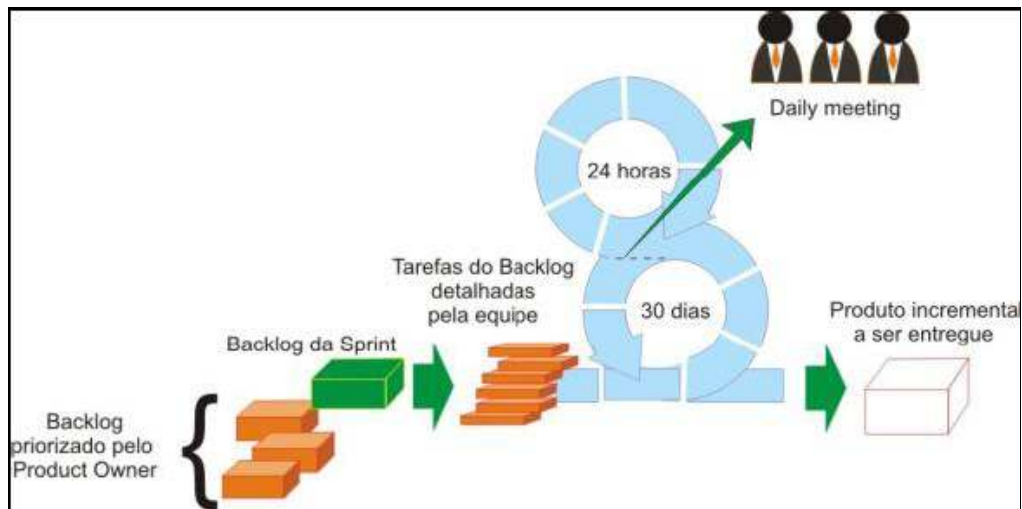 Daily meeting
24 horas
Tarefas do Backlog
detalhadas
pela equipe
30 dias
Produto incremental
a ser entregue
Backlog da Sprint
Backlog
priorizado pelo
Product Owner